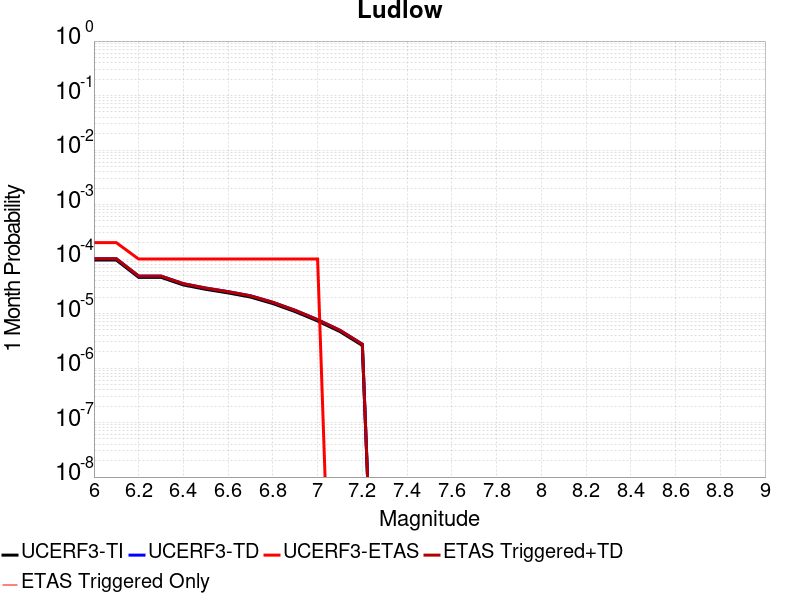 Ludlow
1 Month Probability
10^0
10^-1
10^-2
10^-3
10^-4
10^-5
10^-6
10^-7
10^-8
6 6.2 6.4 6.6 6.8 7 7.2 7.4 7.6 7.8 8 8.2 8.4 8.6 8.8 9
Magnitude
UCERF3-TI UCERF3-TD UCERF3-ETAS ETAS Triggered+TD
ETAS Triggered Only